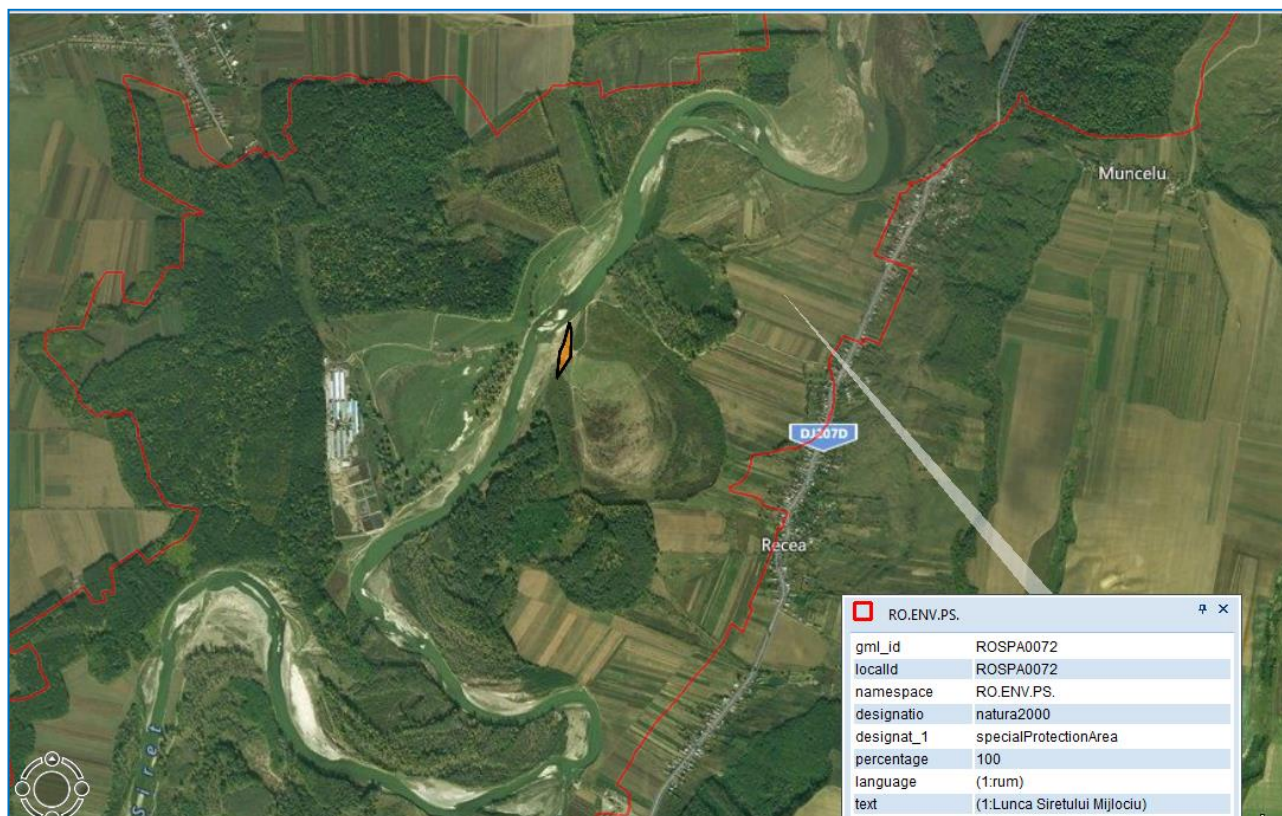 Muncelu
DJ207D
Recea
Siret
RO.ENV.PS.
gml_id ROSPA0072
localId ROSPA0072
namespace RO.ENV.PS.
designatio natura2000
designat_1 specialProtectionArea
percentage 100
language (1:rum)
text (1:Lunca Siretului Mijlociu)